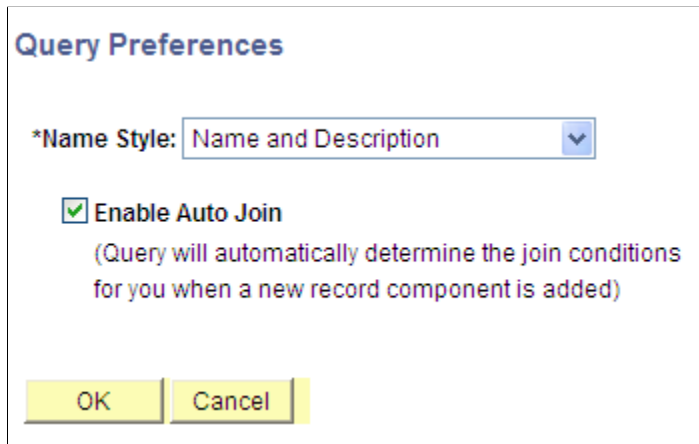 Query Preferences
*Name Style: Name and Description
Enable Auto Join
(Query will automatically determine the join conditions
for you when a new record component is added)
OK Cancel